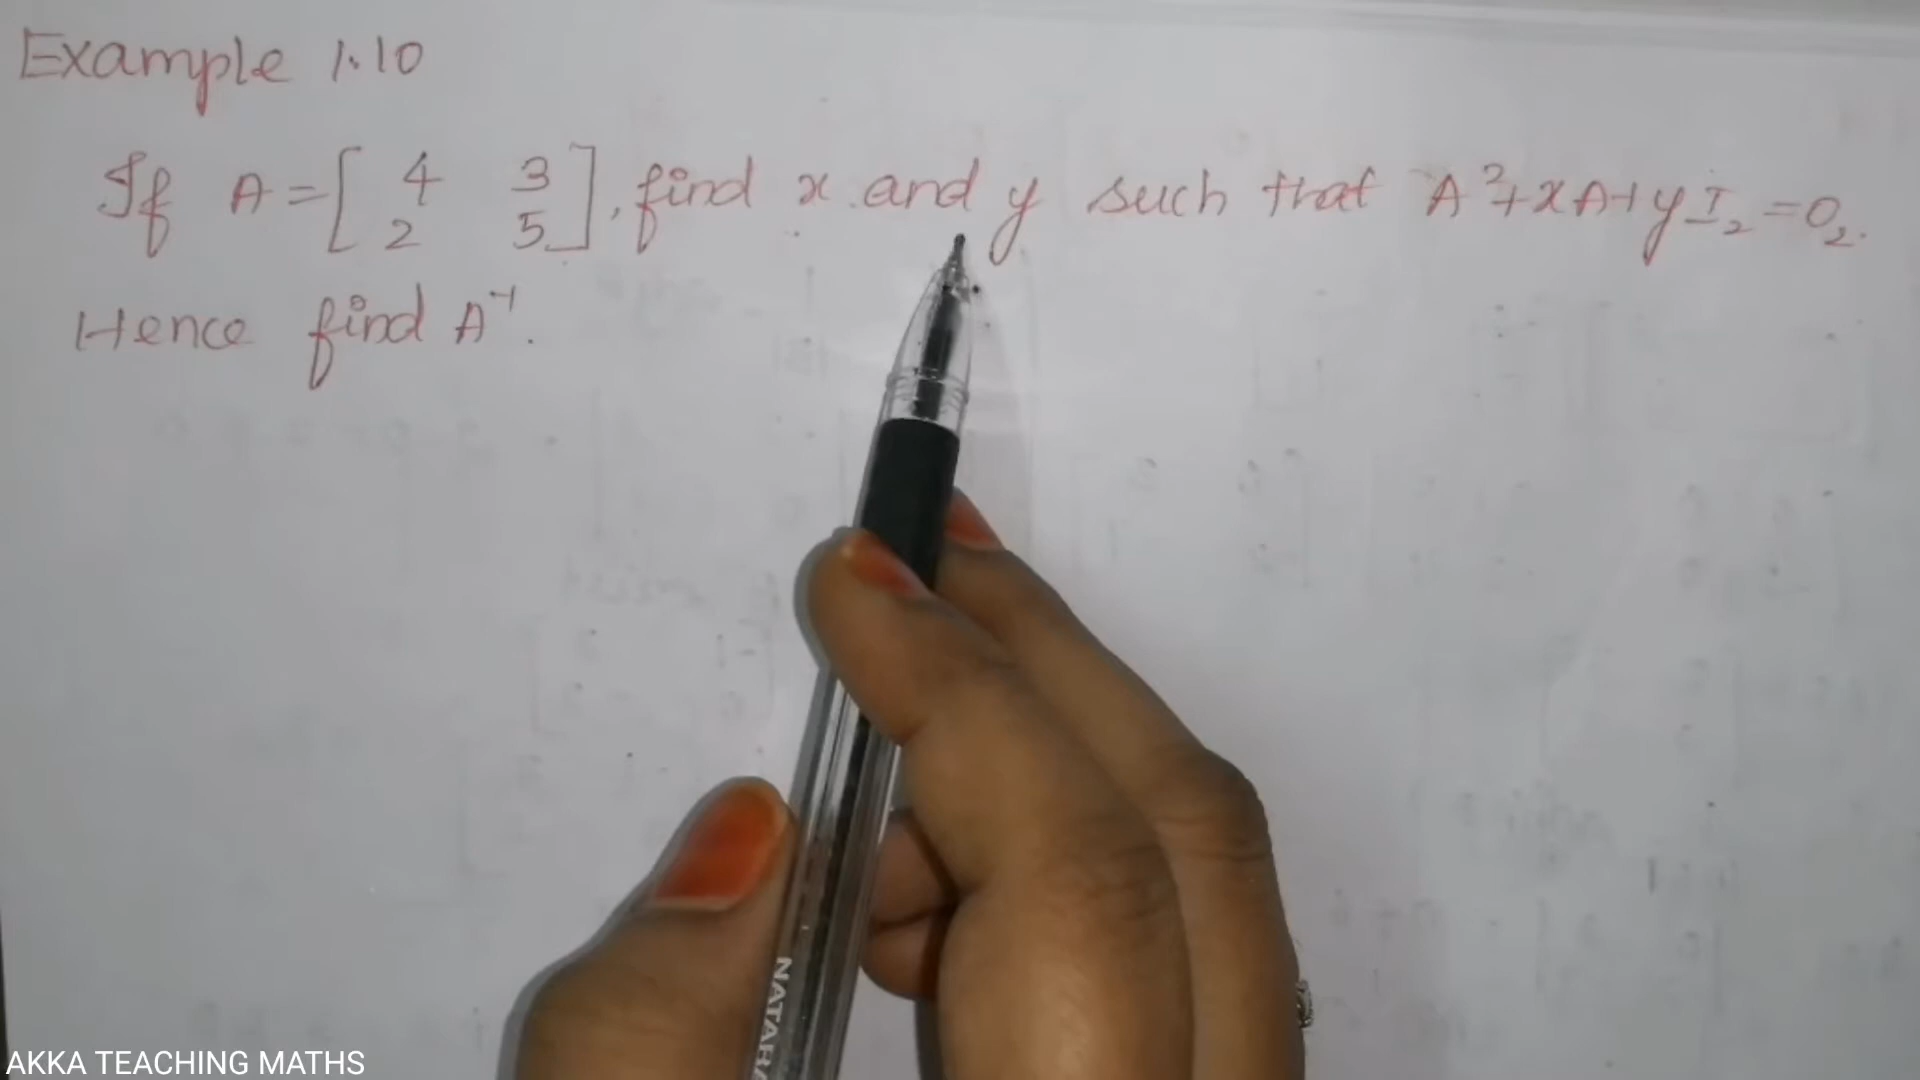 Example 1.10
If A = [ 4 3
2 5 ], find x and y such that A²+xA+yI₂=O₂.
Hence find A⁻¹.
NATARA
AKKA TEACHING MATHS